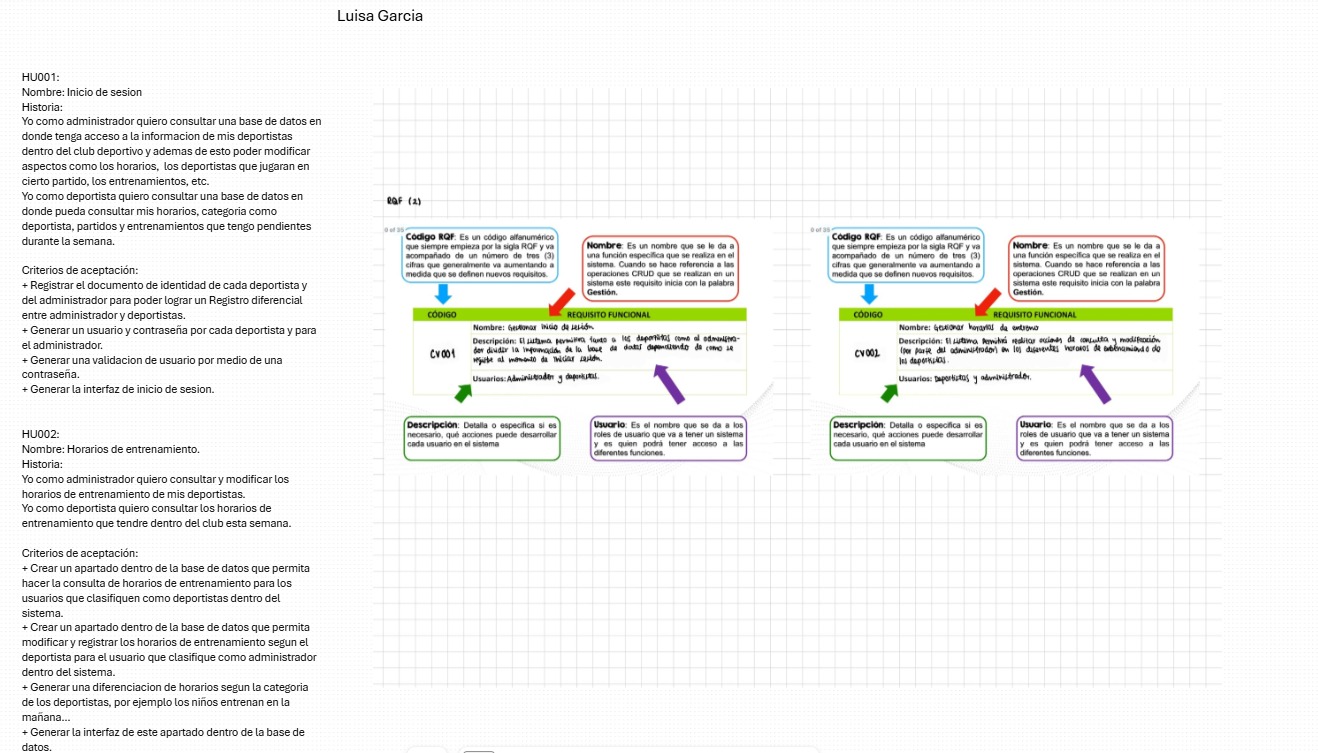 Luisa Garcia
HU001:
Nombre: Inicio de sesion
Historia:
Yo como administrador quiero consultar una base de datos en
donde tenga acceso a la informacion de mis deportistas
dentro del club deportivo y ademas de esto poder modificar
aspectos como los horarios, los deportistas que jugaran en
cierto partido, los entrenamientos, etc.
Yo como deportista quiero consultar una base de datos en
donde pueda consultar mis horarios, categoria como
deportista, partidos y entrenamientos que tengo pendientes
durante la semana.
Criterios de aceptación:
+ Registrar el documento de identidad de cada deportista y
del administrador para poder lograr un Registro diferencial
entre administrador y deportistas.
+ Generar un usuario y contraseña por cada deportista y para
el administrador.
+ Generar una validacion de usuario por medio de una
contraseña.
+ Generar la interfaz de inicio de sesion.
HU002:
Nombre: Horarios de entrenamiento.
Historia:
Yo como administrador quiero consultar y modificar los
horarios de entrenamiento de mis deportistas.
Yo como deportista quiero consultar los horarios de
entrenamiento que tendre dentro del club esta semana.
Criterios de aceptación:
+ Crear un apartado dentro de la base de datos que permita
hacer la consulta de horarios de entrenamiento para los
usuarios que clasifiquen como deportistas dentro del
sistema.
+ Crear un apartado dentro de la base de datos que permita
modificar y registrar los horarios de entrenamiento segun el
deportista para el usuario que clasifique como administrador
dentro del sistema.
+ Generar una diferenciacion de horarios segun la categoria
de los deportistas, por ejemplo los niños entrenan en la
mañana...
+ Generar la interfaz de este apartado dentro de la base de
datos.
RQF (2)
0 of 35
Código RQF: Es un código alfanumérico
que siempre empieza por la sigla RQF y va
acompañado de un número de tres (3)
cifras que generalmente va aumentando a
medida que se definen nuevos requisitos.
Nombre: Es un nombre que se le da a
una función específica que se realiza en el
sistema. Cuando se hace referencia a las
operaciones CRUD que se realizan en un
sistema este requisito inicia con la palabra
Gestión.
CÓDIGO REQUISITO FUNCIONAL
CV001
Nombre: Gestionar inicio de sesión.
Descripción: El sistema permitira tanto a los deportistas como al administra-
dor dividir la información de la base de datos dependiendo de como se
registre al momento de iniciar sesión.
Usuarios: Administrador y deportistas.
Descripción: Detalla o especifica si es
necesario, qué acciones puede desarrollar
cada usuario en el sistema
Usuario: Es el nombre que se da a los
roles de usuario que va a tener un sistema
y es quien podrá tener acceso a las
diferentes funciones.
0 of 35
Código RQF: Es un código alfanumérico
que siempre empieza por la sigla RQF y va
acompañado de un número de tres (3)
cifras que generalmente va aumentando a
medida que se definen nuevos requisitos.
Nombre: Es un nombre que se le da a
una función específica que se realiza en el
sistema. Cuando se hace referencia a las
operaciones CRUD que se realizan en un
sistema este requisito inicia con la palabra
Gestión.
CÓDIGO REQUISITO FUNCIONAL
CV002
Nombre: Gestionar horarios de entreno
Descripción: El sistema permitirá realizar acciones de consulta y modificación
(por parte del administrador) en los diferentes horarios de entrenamiento de
los deportistas.
Usuarios: Deportistas y administrador.
Descripción: Detalla o especifica si es
necesario, qué acciones puede desarrollar
cada usuario en el sistema
Usuario: Es el nombre que se da a los
roles de usuario que va a tener un sistema
y es quien podrá tener acceso a las
diferentes funciones.